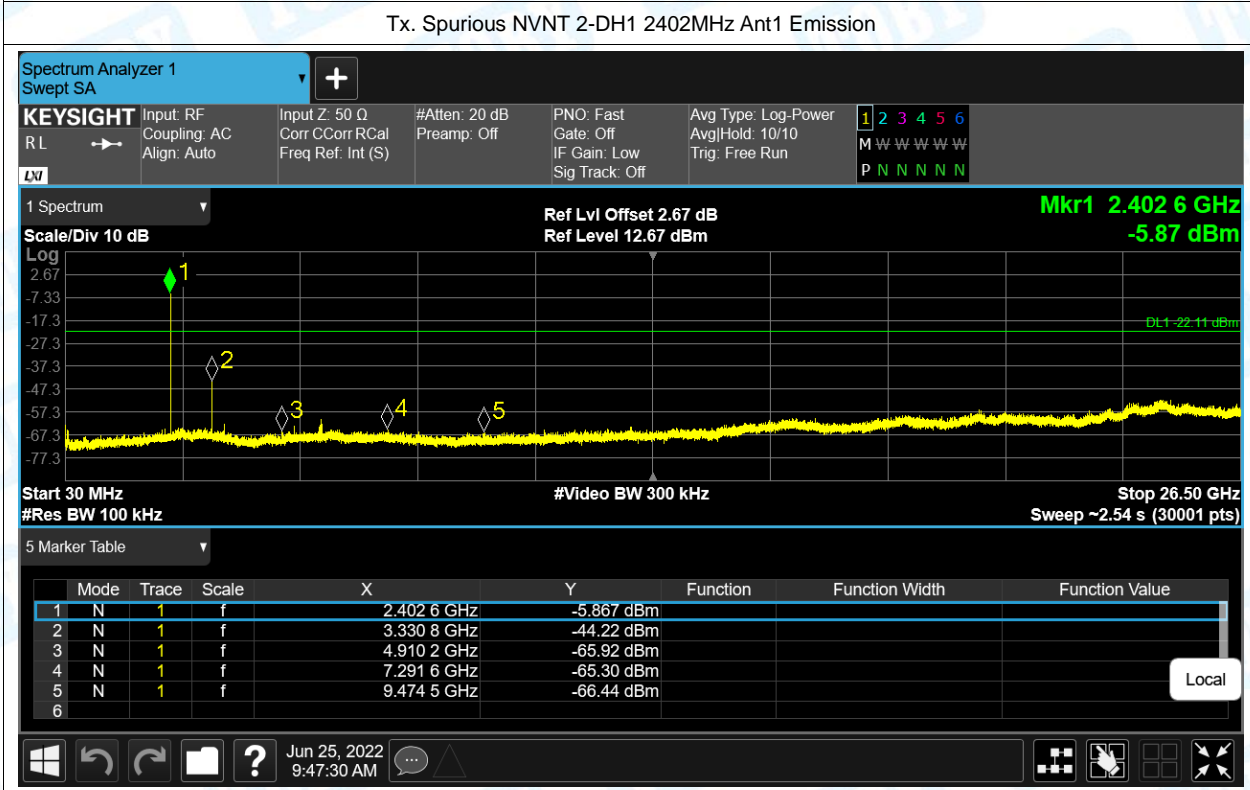 Tx. Spurious NVNT 2-DH1 2402MHz Ant1 Emission
Spectrum Analyzer 1
Swept SA
KEYSIGHT
R L
LXI
Input: RF
Coupling: AC
Align: Auto
Input Z: 50 Ω
Corr CCorr RCal
Freq Ref: Int (S)
#Atten: 20 dB
Preamp: Off
PNO: Fast
Gate: Off
IF Gain: Low
Sig Track: Off
Avg Type: Log-Power
Avg|Hold: 10/10
Trig: Free Run
1 2 3 4 5 6
M W W W W W
P N N N N N
1 Spectrum
Scale/Div 10 dB
Ref Lvl Offset 2.67 dB
Ref Level 12.67 dBm
Mkr1 2.402 6 GHz
-5.87 dBm
Log
2.67
-7.33
-17.3
-27.3
-37.3
-47.3
-57.3
-67.3
-77.3
1
2
3
4
5
DL1 -22.11 dBm
Start 30 MHz
#Video BW 300 kHz
Stop 26.50 GHz
#Res BW 100 kHz
Sweep ~2.54 s (30001 pts)
5 Marker Table
Mode Trace Scale X Y Function Function Width Function Value
1 N 1 f 2.402 6 GHz -5.867 dBm
2 N 1 f 3.330 8 GHz -44.22 dBm
3 N 1 f 4.910 2 GHz -65.92 dBm
4 N 1 f 7.291 6 GHz -65.30 dBm
5 N 1 f 9.474 5 GHz -66.44 dBm
6
Local
?
Jun 25, 2022
9:47:30 AM